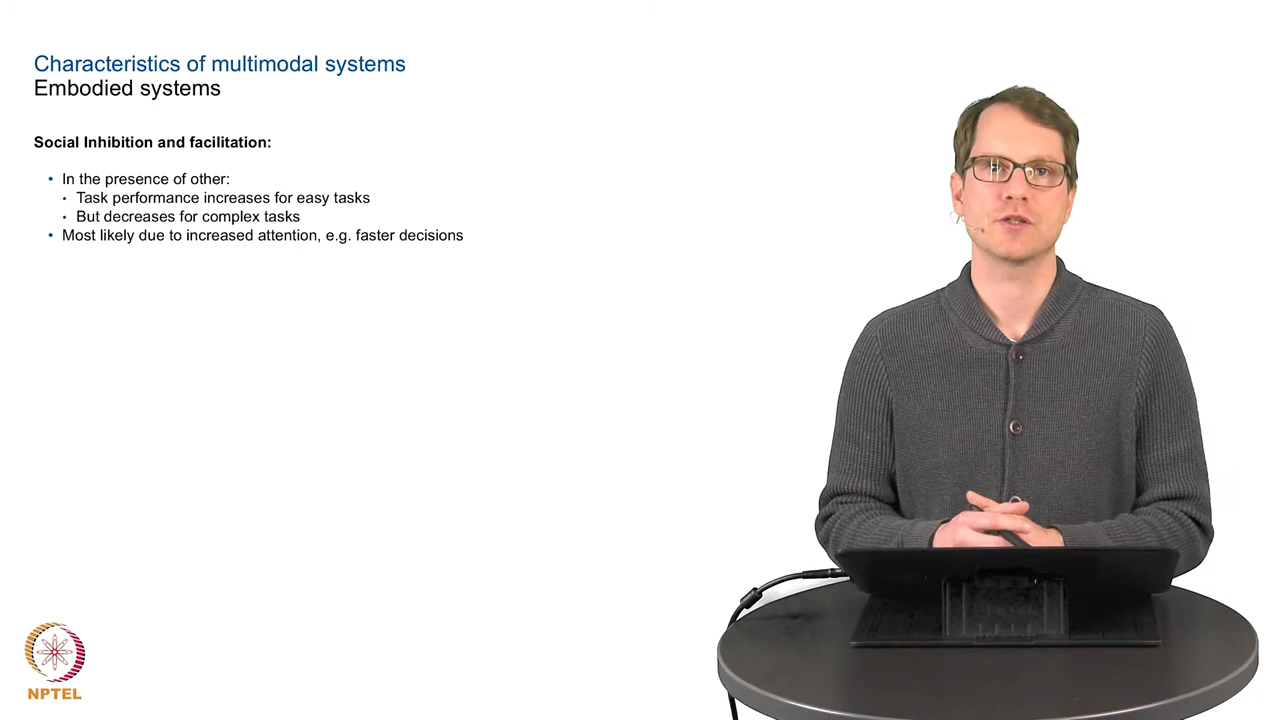 Characteristics of multimodal systems
Embodied systems
Social Inhibition and facilitation:
• In the presence of other:
• Task performance increases for easy tasks
• But decreases for complex tasks
• Most likely due to increased attention, e.g. faster decisions
NPTEL